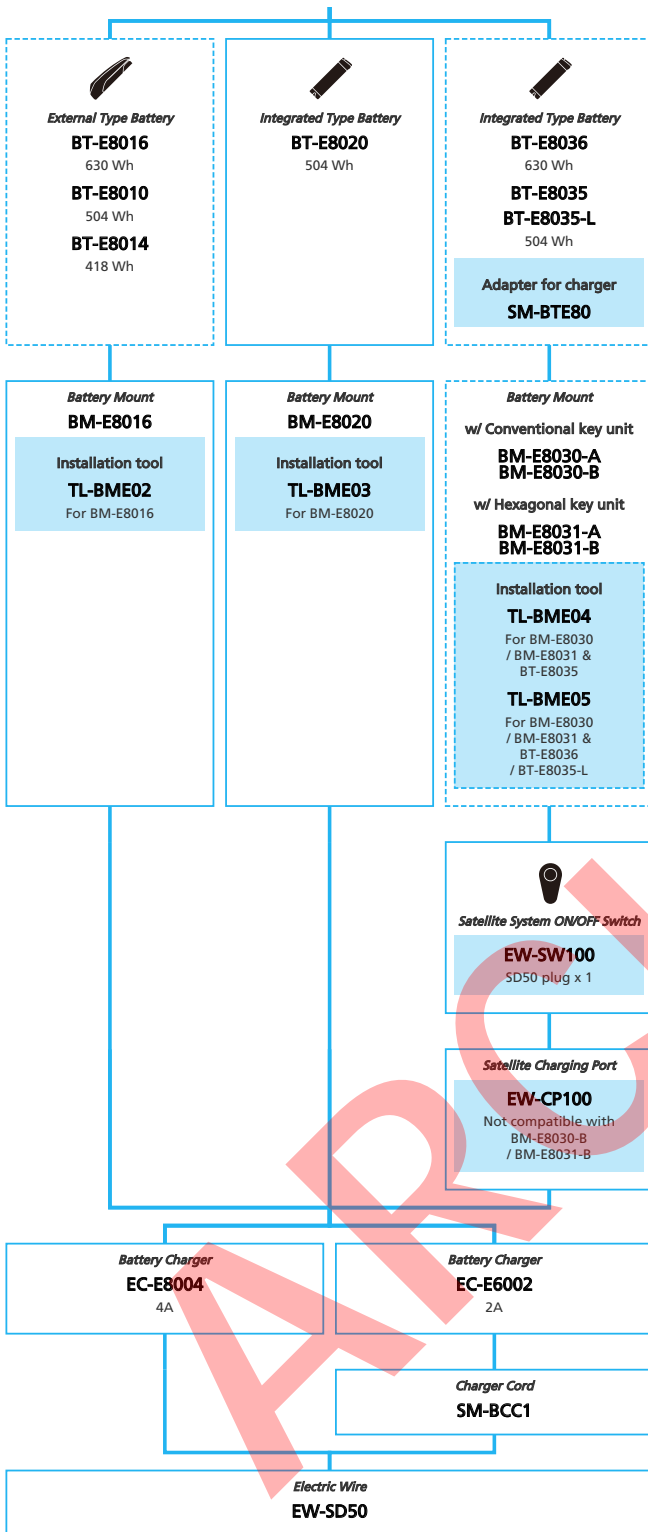 External Type Battery
BT-E8016
630 Wh
BT-E8010
504 Wh
BT-E8014
418 Wh
Integrated Type Battery
BT-E8020
504 Wh
Integrated Type Battery
BT-E8036
630 Wh
BT-E8035
BT-E8035-L
504 Wh
Adapter for charger
SM-BTE80
Battery Mount
BM-E8016
Installation tool
TL-BME02
For BM-E8016
Battery Mount
BM-E8020
Installation tool
TL-BME03
For BM-E8020
Battery Mount
w/ Conventional key unit
BM-E8030-A
BM-E8030-B
w/ Hexagonal key unit
BM-E8031-A
BM-E8031-B
Installation tool
TL-BME04
For BM-E8030
/ BM-E8031 &
BT-E8035
TL-BME05
For BM-E8030
/ BM-E8031 &
BT-E8036
/ BT-E8035-L
Satellite System ON/OFF Switch
EW-SW100
SD50 plug x 1
Satellite Charging Port
EW-CP100
Not compatible with
BM-E8030-B
/ BM-E8031-B
Battery Charger
EC-E8004
4A
Battery Charger
EC-E6002
2A
Charger Cord
SM-BCC1
Electric Wire
EW-SD50